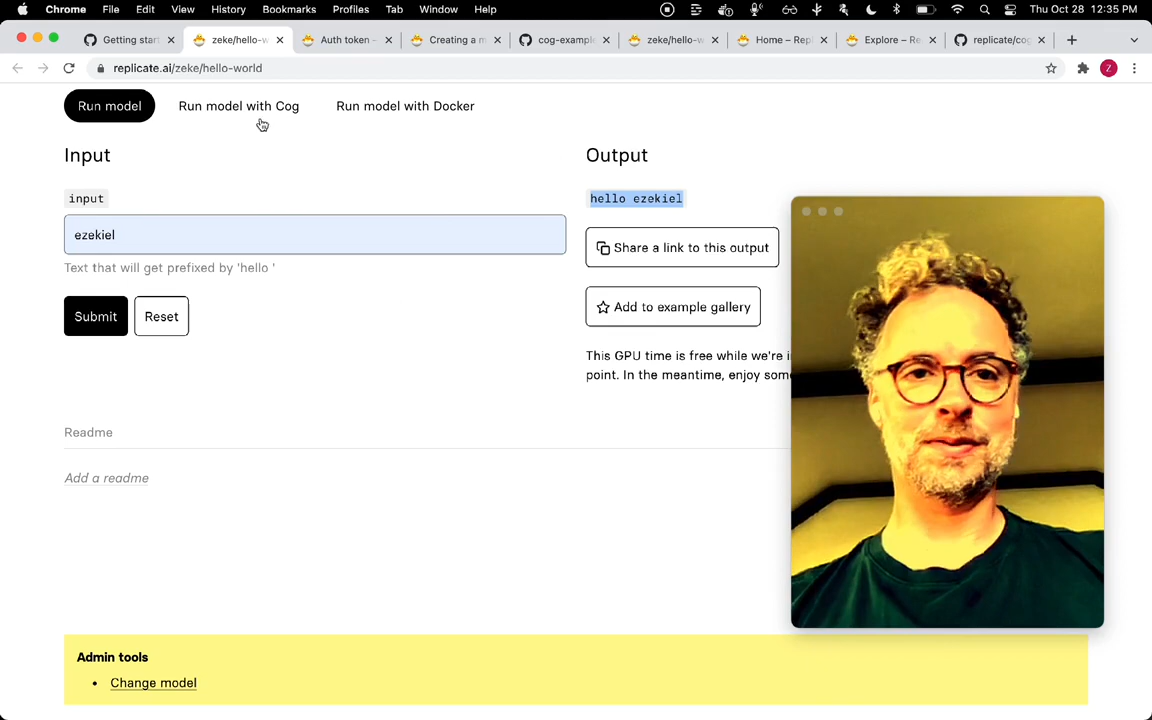 Chrome File Edit View History Bookmarks Profiles Tab Window Help Thu Oct 28 12:35 PM
Getting star zeke/hello-w Auth token - Creating a m cog-example zeke/hello-w Home – Repl Explore – Re replicate/cog
replicate.ai/zeke/hello-world Z
Run model Run model with Cog Run model with Docker
Input Output
input hello ezekiel
ezekiel
Share a link to this output
Text that will get prefixed by 'hello '
Submit Reset Add to example gallery
This GPU time is free while we're i
point. In the meantime, enjoy som
Readme
Add a readme
Admin tools
• Change model